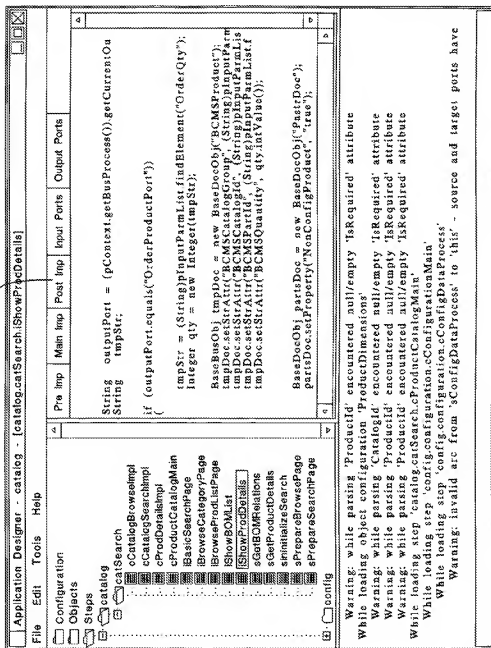 Application Designer - catalog - [catalog.catSearch.iShowProcDetails]
File Edit Tools Help
Configuration
Objects
Steps
catalog
catSearch
cCatalogBrowseImpl
cCatalogSearchImpl
cProdDetailsImpl
cProductCatalogMain
iBasicSearchPage
iBrowseCategoryPage
iBrowseProdListPage
iShowBOMList
iShowProdDetails
sGetBOMRelations
sGetProductDetails
sInitializeSearch
sPrepareBrowsePage
sPrepareSearchPage
config
Pre Imp Main Imp Post Imp Input Ports Output Ports
String outputPort = (pContext.getBusProcess()).getCurrentOu
String tmpStr;
if (outputPort.equals("OrderProductPort"))
{
tmpStr = (String)pInputParmList.findElement("OrderQty");
Integer qty = new Integer(tmpStr);
BaseBusObj tmpDoc = new BaseDocObj("BCMSProduct");
tmpDoc.setStrAttr("BCMSCatalogGroup", (String)pInputParm
tmpDoc.setStrAttr("BCMSCatalogId", (String)pInputParmLis
tmpDoc.setStrAttr("BCMSPartId", (String)pInputParmList.f
tmpDoc.setStrAttr("BCMSQuantity", qty.intValue());
BaseDocObj partsDoc = new BaseDocObj("PastrDoc");
partsDoc.setProperty("NonConfigProduct", "true");
Warning: while parsing 'ProductId' encountered null/empty 'IsRequired' attribute
While loading object configuration 'ProductDimensions'
Warning: while parsing 'CatalogId' encountered null/empty 'IsRequired' attribute
Warning: while parsing 'ProductId' encountered null/empty 'IsRequired' attribute
Warning: while parsing 'ProductId' encountered null/empty 'IsRequired' attribute
While loading step 'catalog.catSearch.cProductCatalogMain'
While loading step 'config.configuration.cConfigurationMain'
While loading step 'config.configuration.cConfigDataProcess'
Warning: invalid arc from 'sConfigDataProcess' to 'this' - source and target ports have